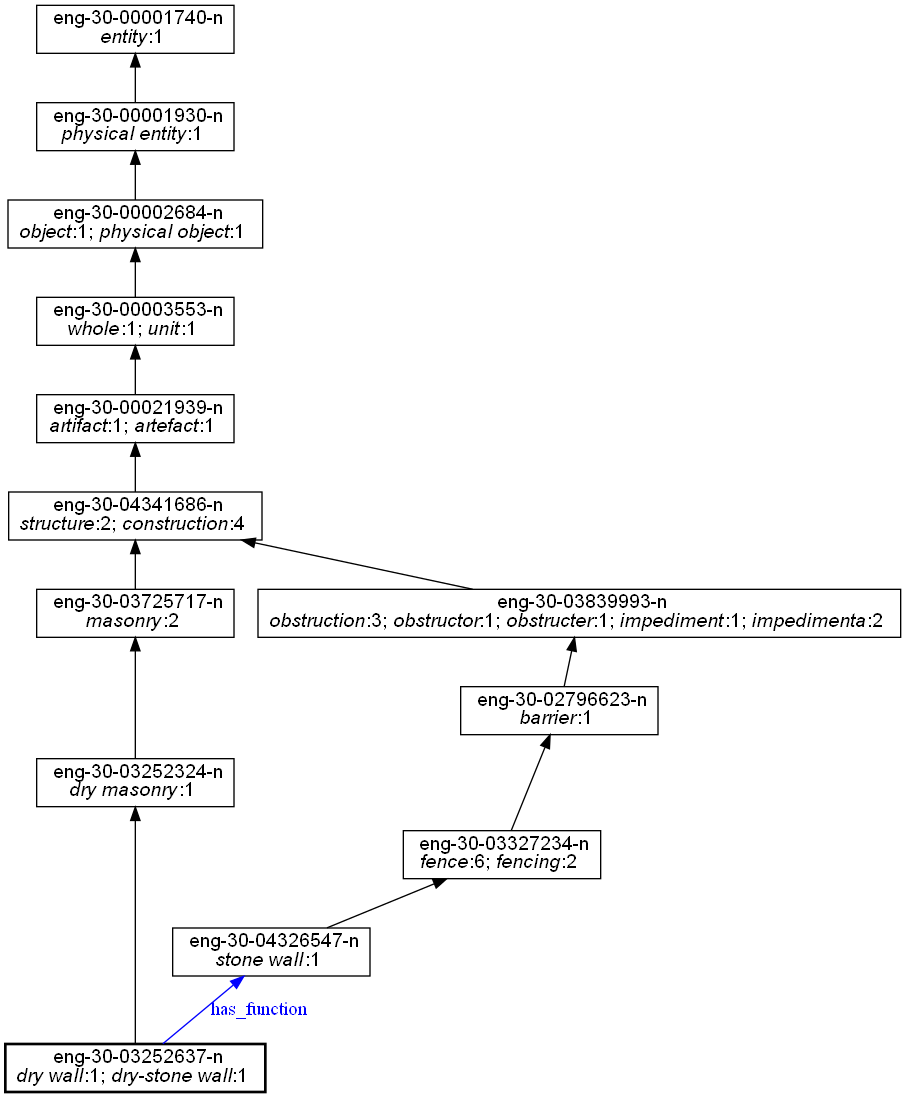 eng-30-00001740-n
entity:1
eng-30-00001930-n
physical entity:1
eng-30-00002684-n
object:1; physical object:1
eng-30-00003553-n
whole:1; unit:1
eng-30-00021939-n
artifact:1; artefact:1
eng-30-04341686-n
structure:2; construction:4
eng-30-03725717-n
masonry:2
eng-30-03839993-n
obstruction:3; obstructor:1; obstructer:1; impediment:1; impedimenta:2
eng-30-02796623-n
barrier:1
eng-30-03252324-n
dry masonry:1
eng-30-03327234-n
fence:6; fencing:2
eng-30-04326547-n
stone wall:1
has_function
eng-30-03252637-n
dry wall:1; dry-stone wall:1